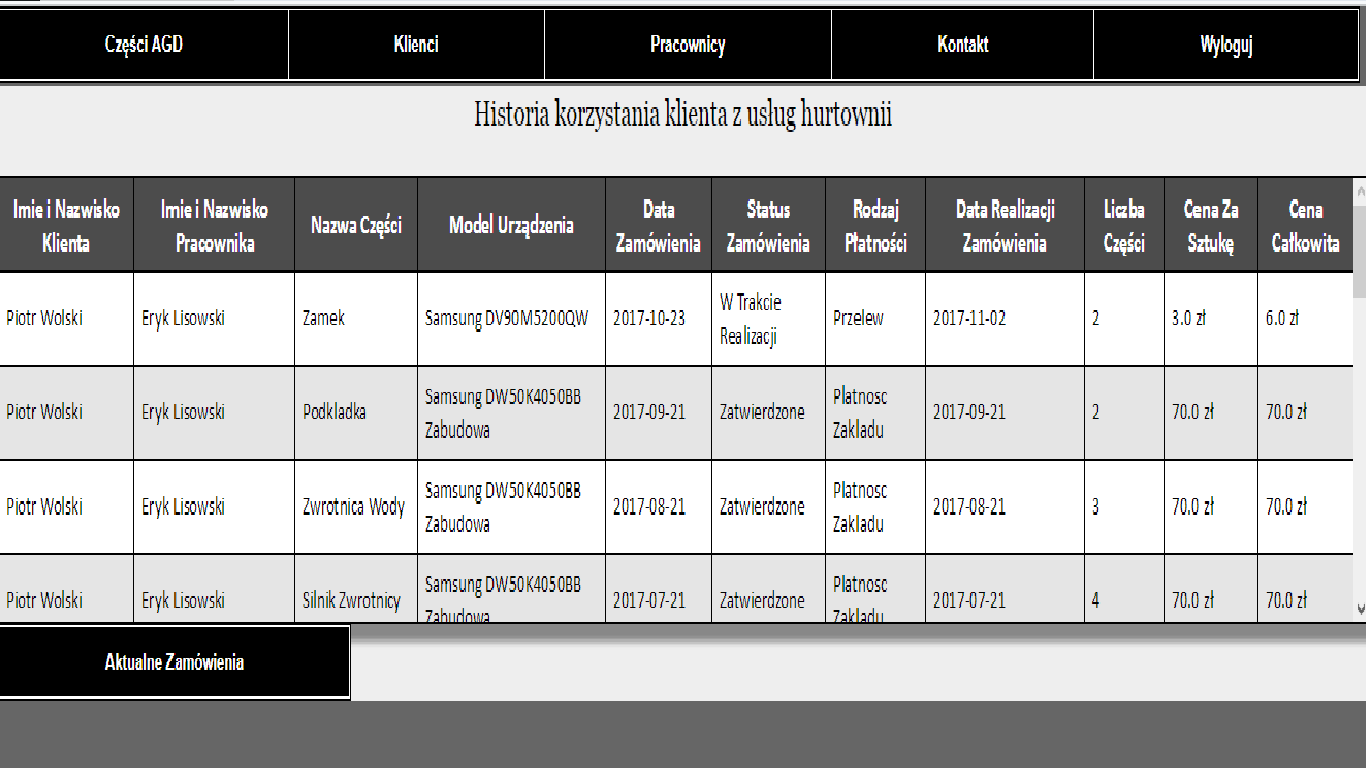 Części AGD Klienci Pracownicy Kontakt Wyloguj
Historia korzystania klienta z usług hurtownii
Imie i Nazwisko Klienta Imie i Nazwisko Pracownika Nazwa Części Model Urządzenia Data Zamówienia Status Zamówienia Rodzaj Płatności Data Realizacji Zamówienia Liczba Części Cena Za Sztukę Cena Całkowita
Piotr Wolski Eryk Lisowski Zamek Samsung DV90M5200QW 2017-10-23 W Trakcie Realizacji Przelew 2017-11-02 2 3.0 zł 6.0 zł
Piotr Wolski Eryk Lisowski Podkladka Samsung DW50K4050BB Zabudowa 2017-09-21 Zatwierdzone Platnosc Zakladu 2017-09-21 2 70.0 zł 70.0 zł
Piotr Wolski Eryk Lisowski Zwrotnica Wody Samsung DW50K4050BB Zabudowa 2017-08-21 Zatwierdzone Platnosc Zakladu 2017-08-21 3 70.0 zł 70.0 zł
Piotr Wolski Eryk Lisowski Silnik Zwrotnicy Samsung DW50K4050BB Zabudowa 2017-07-21 Zatwierdzone Platnosc Zakladu 2017-07-21 4 70.0 zł 70.0 zł
Aktualne Zamówienia